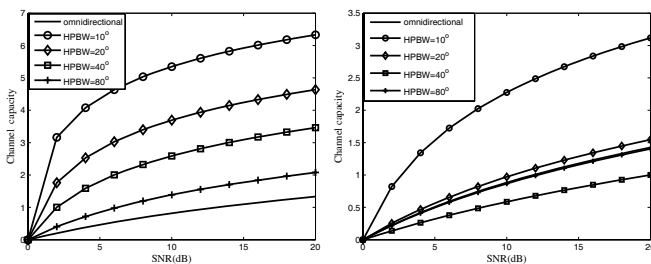 7
6
5
4
3
2
1
0
Channel capacity
omnidirectional
HPBW=10°
HPBW=20°
HPBW=40°
HPBW=80°
0
5
10
15
20
SNR(dB)
3.5
3
2.5
2
1.5
1
0.5
0
Channel capacity
omnidirectional
HPBW=10°
HPBW=20°
HPBW=40°
HPBW=80°
0
5
10
15
20
SNR(dB)